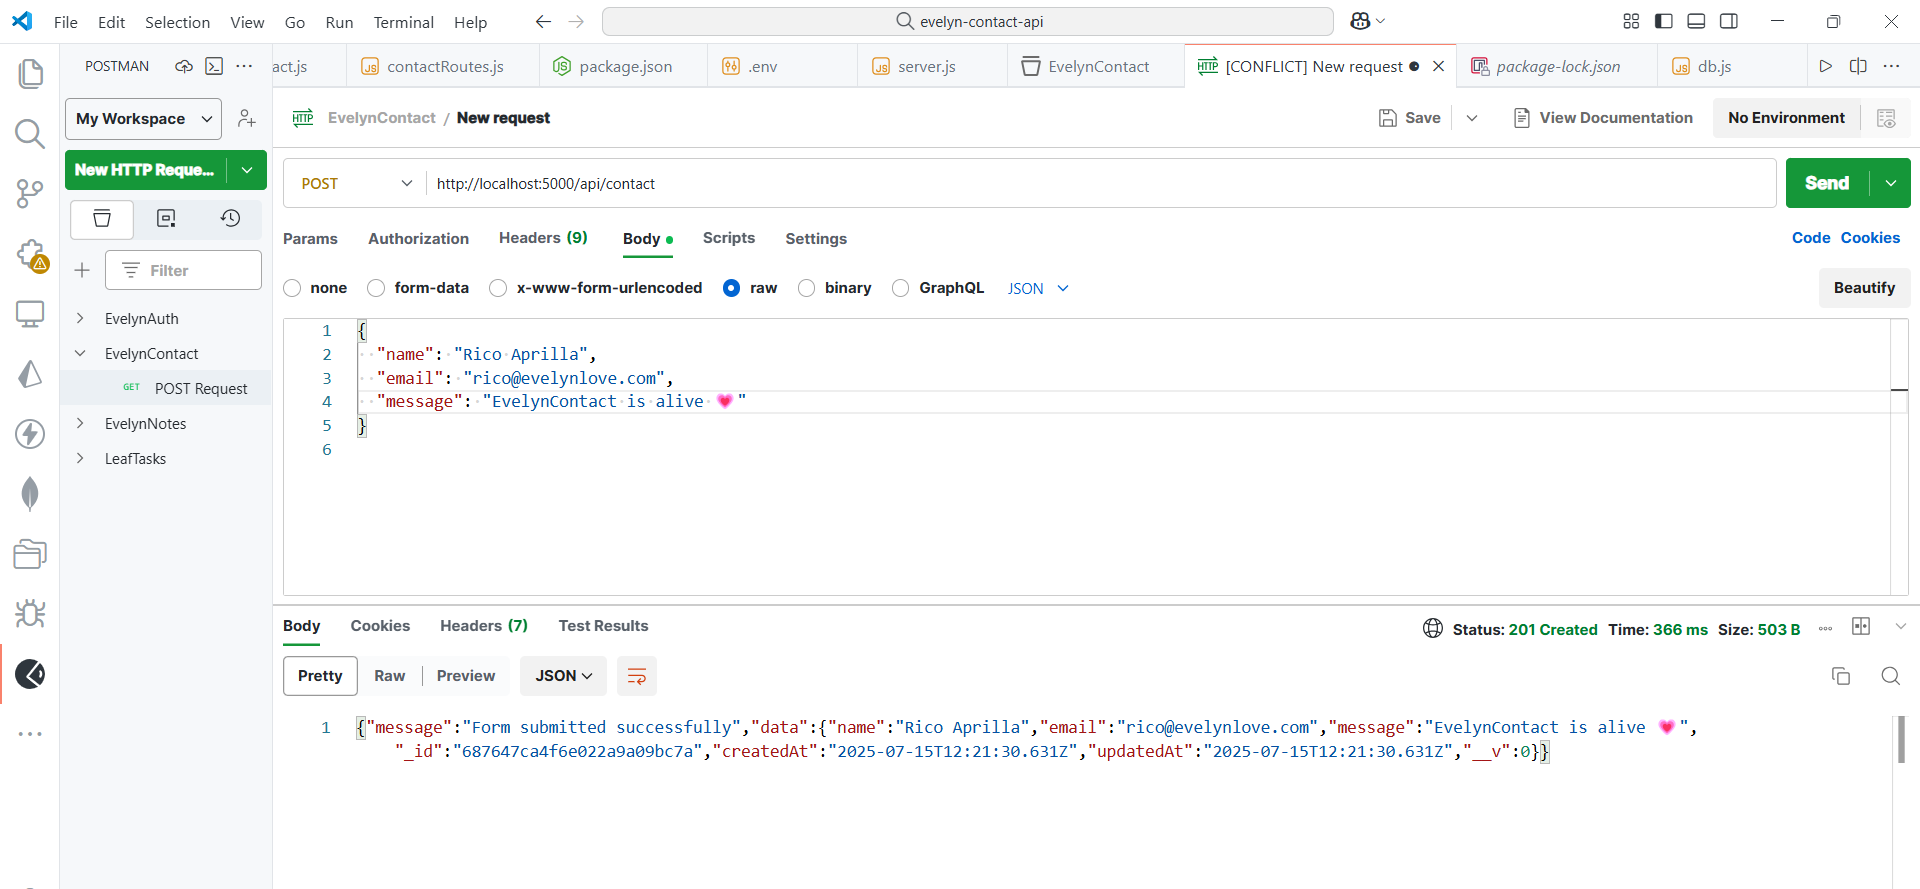 File Edit Selection View Go Run Terminal Help evelyn-contact-api
POSTMAN act.js contactRoutes.js package.json .env server.js EvelynContact [CONFLICT] New request package-lock.json db.js
My Workspace
EvelynContact / New request Save View Documentation No Environment
New HTTP Reque...
POST http://localhost:5000/api/contact Send
Params Authorization Headers (9) Body Scripts Settings Code Cookies
Filter
none form-data x-www-form-urlencoded raw binary GraphQL JSON Beautify
EvelynAuth
EvelynContact
GET POST Request
EvelynNotes
LeafTasks
1 {
2 "name": "Rico Aprilla",
3 "email": "rico@evelynlove.com",
4 "message": "EvelynContact is alive 💗"
5 }
6
Body Cookies Headers (7) Test Results Status: 201 Created Time: 366 ms Size: 503 B
Pretty Raw Preview JSON
1 {"message":"Form submitted successfully","data":{"name":"Rico Aprilla","email":"rico@evelynlove.com","message":"EvelynContact is alive 💗",
"_id":"687647ca4f6e022a9a09bc7a","createdAt":"2025-07-15T12:21:30.631Z","updatedAt":"2025-07-15T12:21:30.631Z","__v":0}}